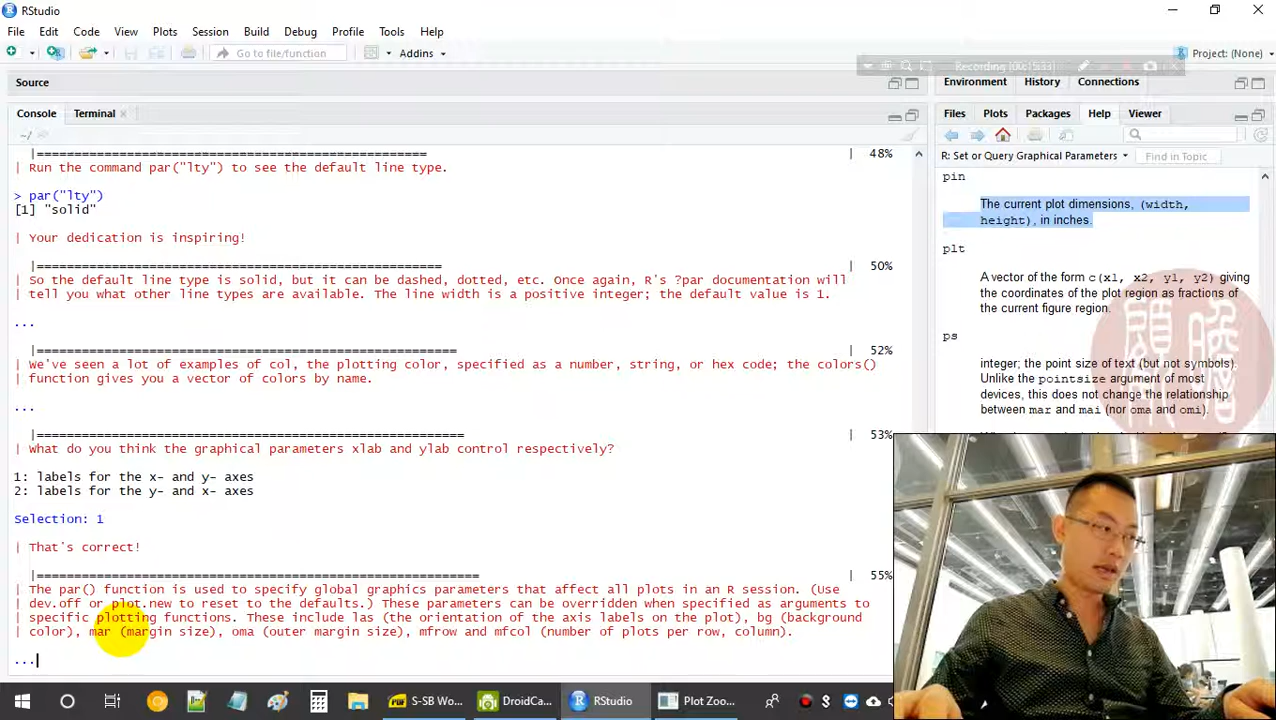 RStudio
File Edit Code View Plots Session Build Debug Profile Tools Help
Go to file/function
Addins
Project: (None)
Recording [00:15:33]
Source
Console Terminal
~/
|=====================================================
| 48%
| Run the command par("lty") to see the default line type.
> par("lty")
[1] "solid"
| Your dedication is inspiring!
|=======================================================
| 50%
| So the default line type is solid, but it can be dashed, dotted, etc. Once again, R's ?par documentation will
| tell you what other line types are available. The line width is a positive integer; the default value is 1.
...
|=========================================================
| 52%
| We've seen a lot of examples of col, the plotting color, specified as a number, string, or hex code; the colors()
| function gives you a vector of colors by name.
...
|==========================================================
53%
| What do you think the graphical parameters xlab and ylab control respectively?
1: labels for the x- and y- axes
2: labels for the y- and x- axes
Selection: 1
| That's correct!
|============================================================
55%
| The par() function is used to specify global graphics parameters that affect all plots in an R session. (Use
| dev.off or plot.new to reset to the defaults.) These parameters can be overridden when specified as arguments to
| specific plotting functions. These include las (the orientation of the axis labels on the plot), bg (background
| color), mar (margin size), oma (outer margin size), mfrow and mfcol (number of plots per row, column).
...
Environment History Connections
Files Plots Packages Help Viewer
R: Set or Query Graphical Parameters
Find in Topic
pin
The current plot dimensions, (width,
height), in inches.
plt
A vector of the form c(x1, x2, y1, y2) giving
the coordinates of the plot region as fractions of
the current figure region.
ps
integer; the point size of text (but not symbols).
Unlike the pointsize argument of most
devices, this does not change the relationship
between mar and mai (nor oma and omi).
S-SB Wo...
DroidCa...
RStudio
Plot Zoo...